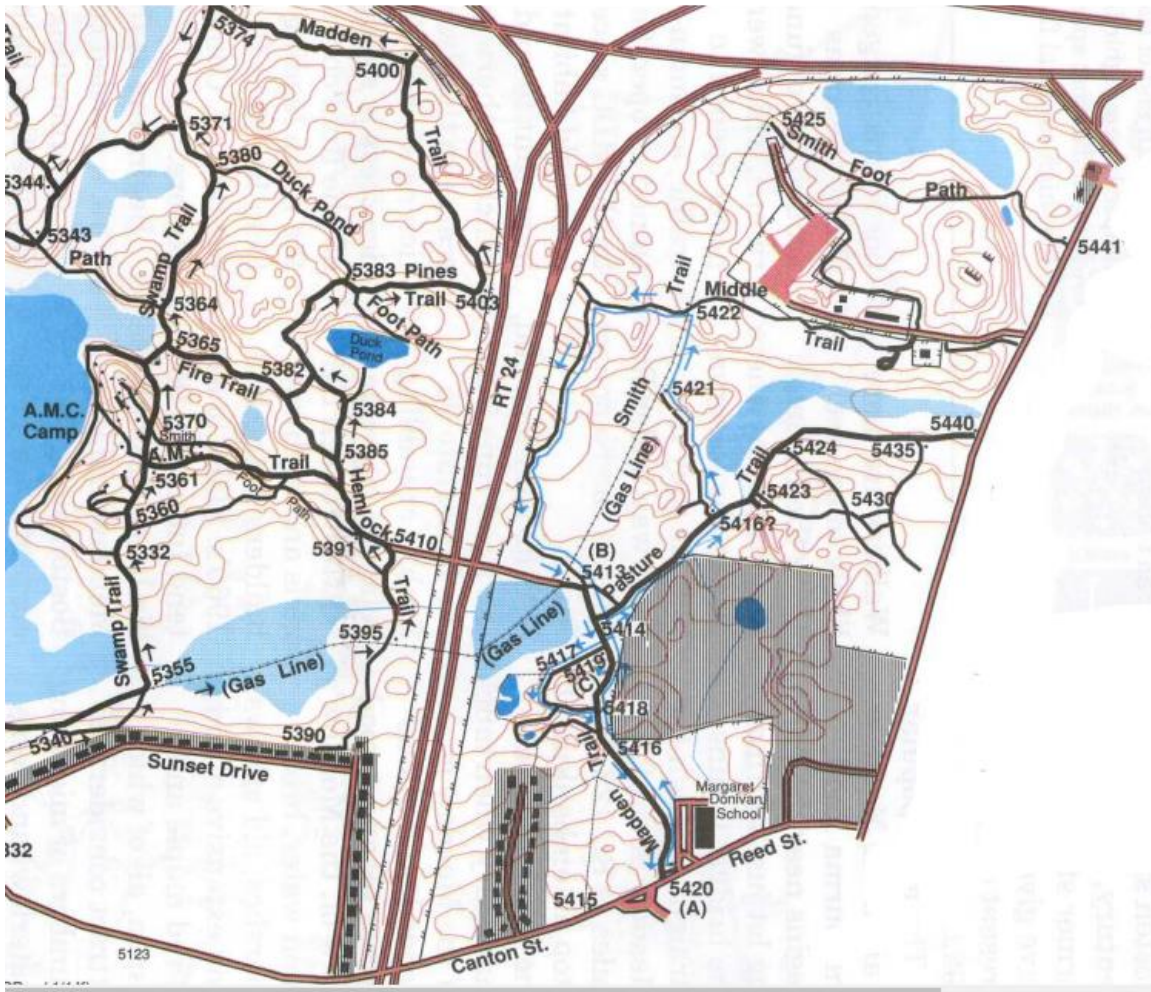 5374
Madden
5400
Trail
5371
5380
Duck Pond
Trail
5344
5343
Path
Swamp Trail
5364
5365
5383 Pines
Trail
5403
Foot Path
Duck
Pond
5382
Fire Trail
5384
5385
A.M.C.
Camp
5370
Smith
A.M.C.
Trail
5361
Foot
Path
5360
Hemlock
5410
5391
5332
Trail
Swamp Trail
5395
5355
(Gas Line)
5340
5390
Sunset Drive
332
5123
RT 24
5425
Smith Foot
Path
5441
Trail
Middle
5422
Trail
5421
Smith
(Gas Line)
5440
5424
5435
Trail
5423
5430
5416?
(B)
5413
Pasture
5414
(Gas Line)
5417
5419
(C)
5418
5416
Trail
Madden
Margaret
Donivan
School
Reed St.
5420
(A)
5415
Canton St.